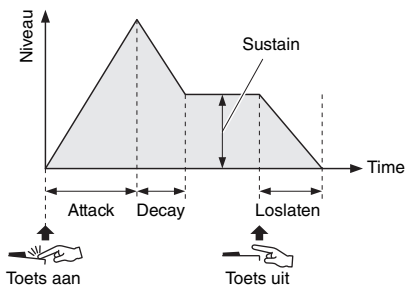 Niveau
Sustain
Time
Attack
Decay
Loslaten
Toets aan
Toets uit